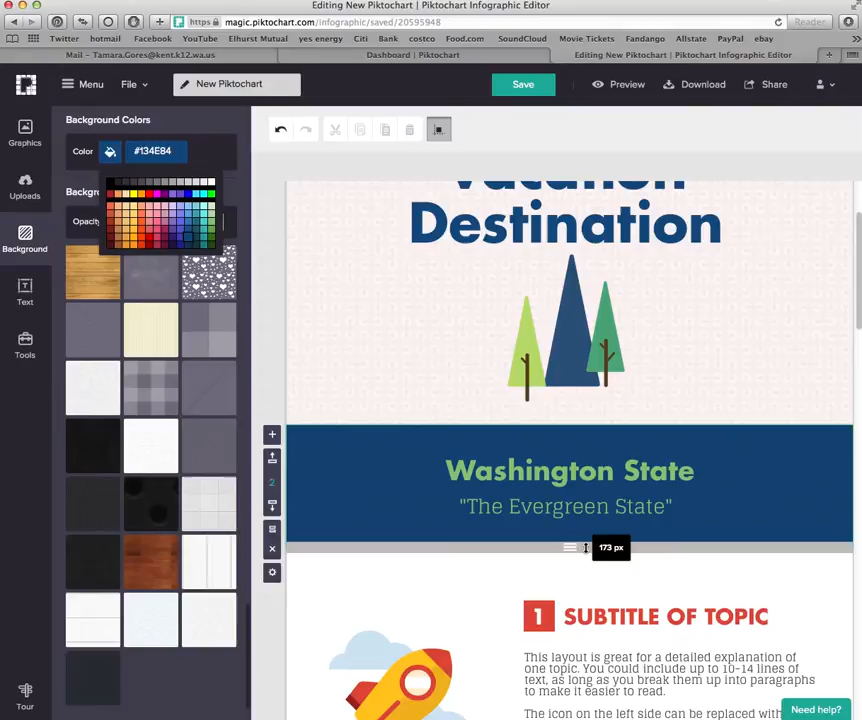 Editing New Piktochart | Piktochart Infographic Editor
https
magic.piktochart.com/infographic/saved/20595948
Reader
Twitter hotmail YouTube Elhurst Mutual yes energy Citi Bank costco Food.com SoundCloud Movie Tickets Fandango Allstate PayPal ebay
Mail – Tamara.Gores@kent.k12.wa.us
Dashboard | Piktochart
Editing New Piktochart | Piktochart Infographic Editor
Menu
File
New Piktochart
Save
Preview
Download
Share
Graphics
Uploads
Background
Text
Tools
Tour
Background Colors
Color
#134E84
Backgr
Opacity
Vacation
Destination
Washington State
"The Evergreen State"
2
173 px
1 SUBTITLE OF TOPIC
This layout is great for a detailed explanation of
one topic. You could include up to 10-14 lines of
text, as long as you break them up into paragraphs
to make it easier to read.
The icon on the left side can be replaced with
Need help?